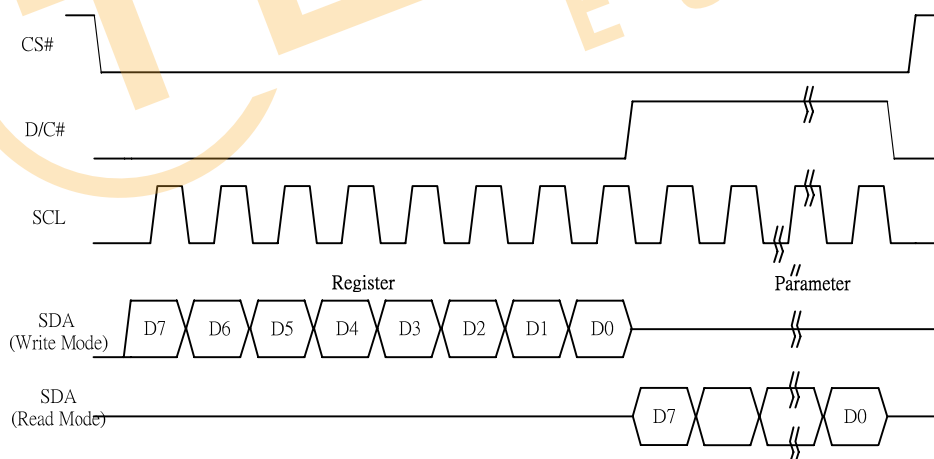 CS#
D/C#
SCL
Register
Parameter
SDA
(Write Mode)
D7 D6 D5 D4 D3 D2 D1 D0
SDA
(Read Mode)
D7 D0